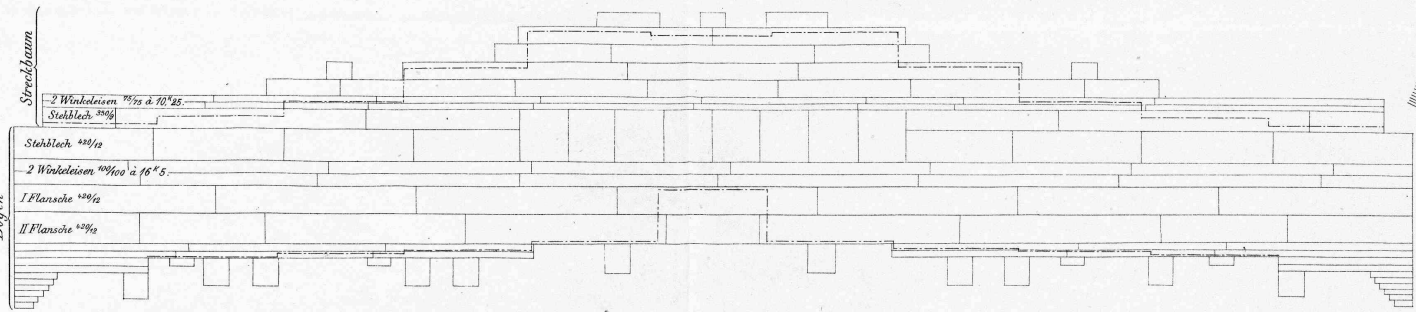 Streckbaum
2 Winkeleisen 75/75 à 10.K25.
Stehblech 350/8
Bogen
Stehblech 420/12
2 Winkeleisen 100/100 à 16K5.
I Flansche 420/12
II Flansche 420/12